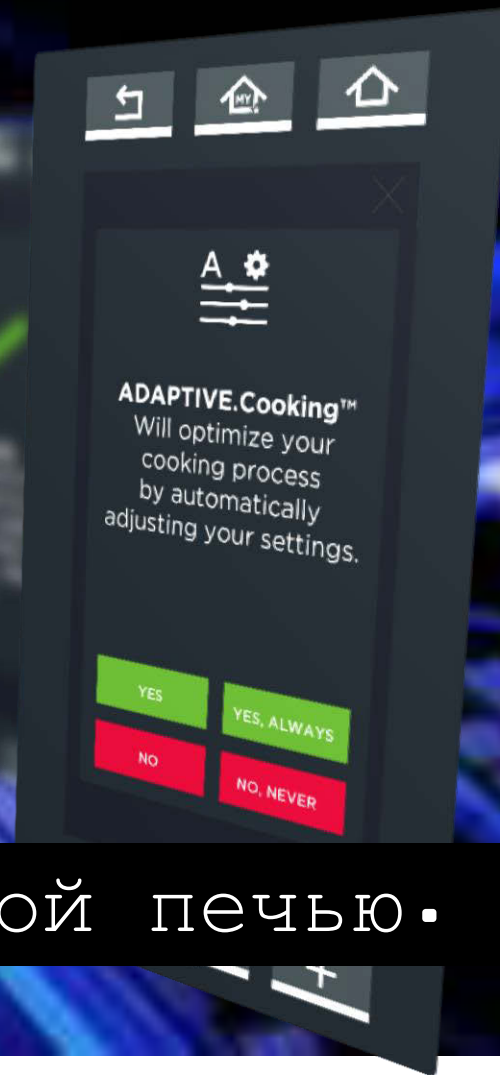 MY
A
ADAPTIVE.Cooking™
Will optimize your
cooking process
by automatically
adjusting your settings.
YES
YES, ALWAYS
NO
NO, NEVER
ой печью.